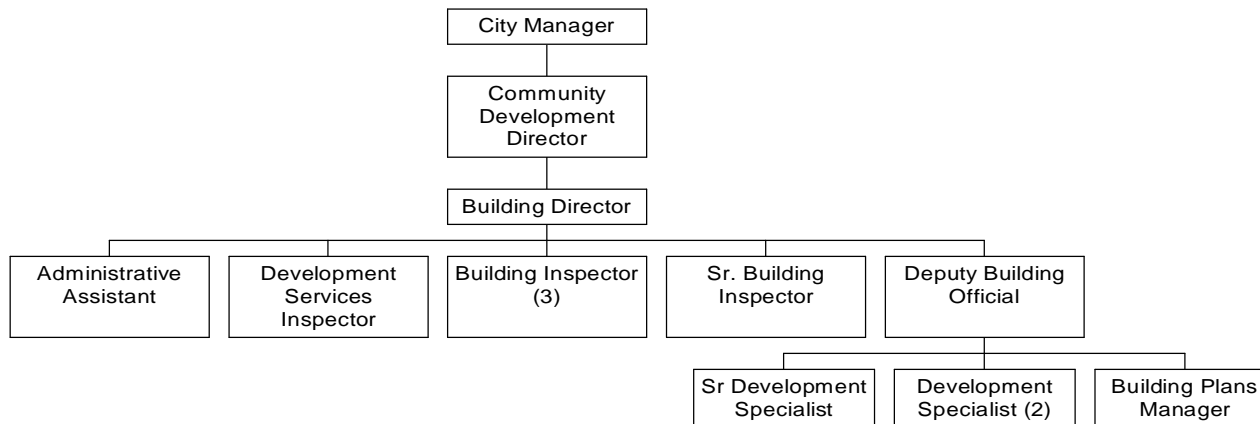 City Manager
Community
Development
Director
Building Director
Administrative
Assistant
Development
Services
Inspector
Building Inspector
(3)
Sr. Building
Inspector
Deputy Building
Official
Sr Development
Specialist
Development
Specialist (2)
Building Plans
Manager